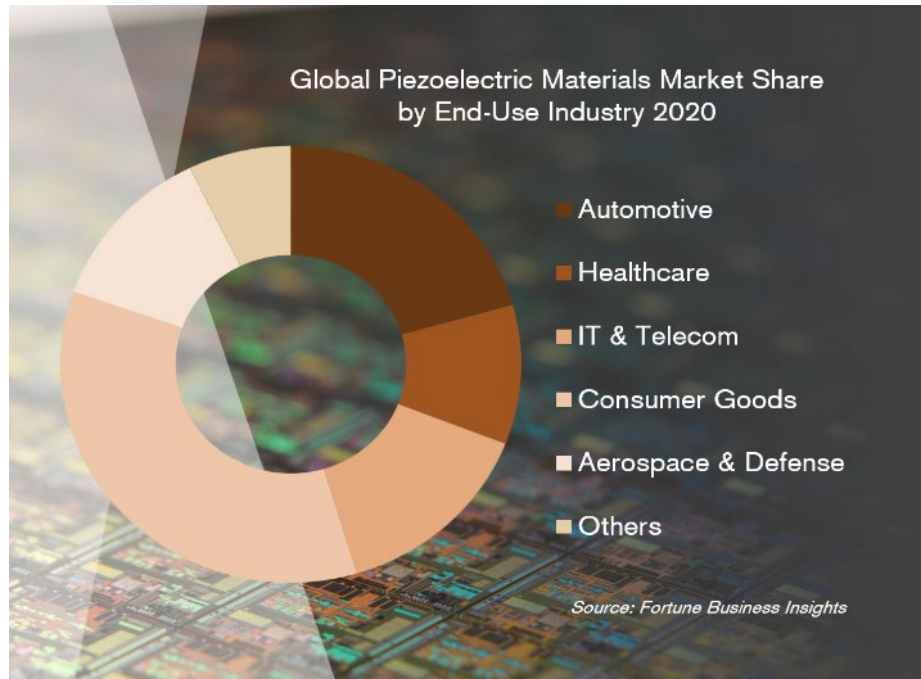 Global Piezoelectric Materials Market Share
by End-Use Industry 2020
Automotive
Healthcare
IT & Telecom
Consumer Goods
Aerospace & Defense
Others
Source: Fortune Business Insights